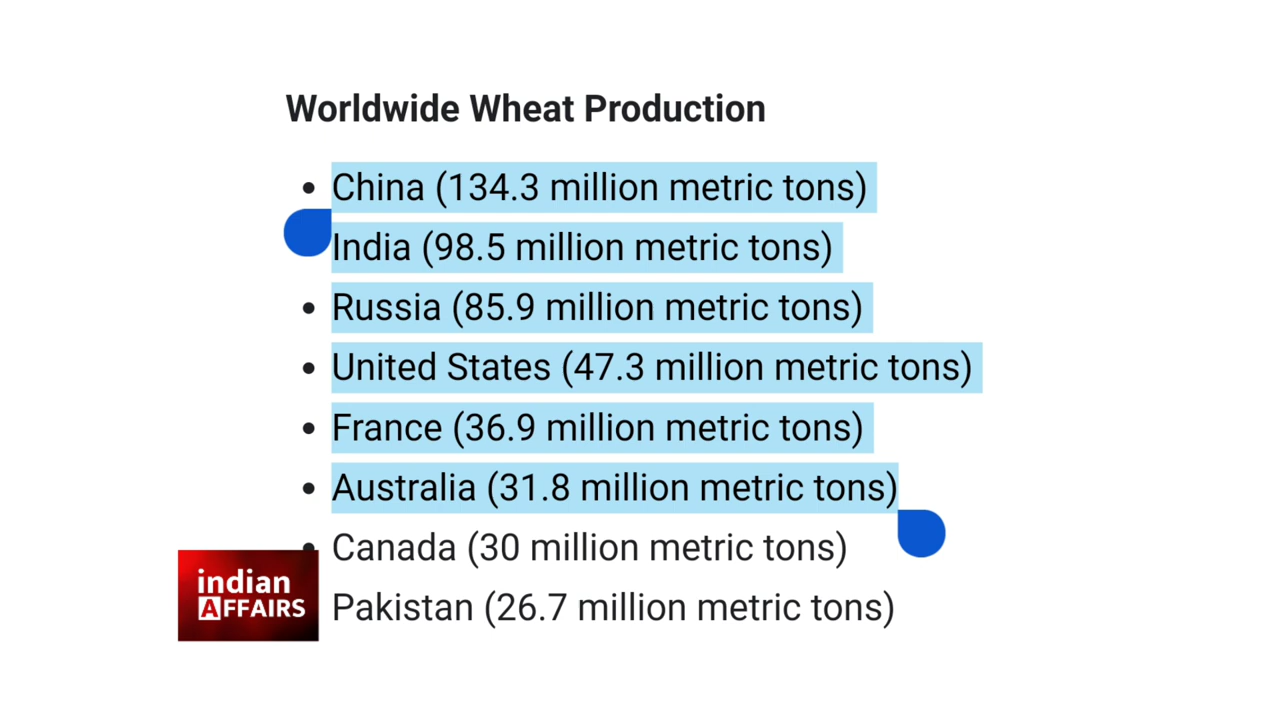 Worldwide Wheat Production
China (134.3 million metric tons)
India (98.5 million metric tons)
Russia (85.9 million metric tons)
United States (47.3 million metric tons)
France (36.9 million metric tons)
Australia (31.8 million metric tons)
Canada (30 million metric tons)
Pakistan (26.7 million metric tons)
indian
AFFAIRS